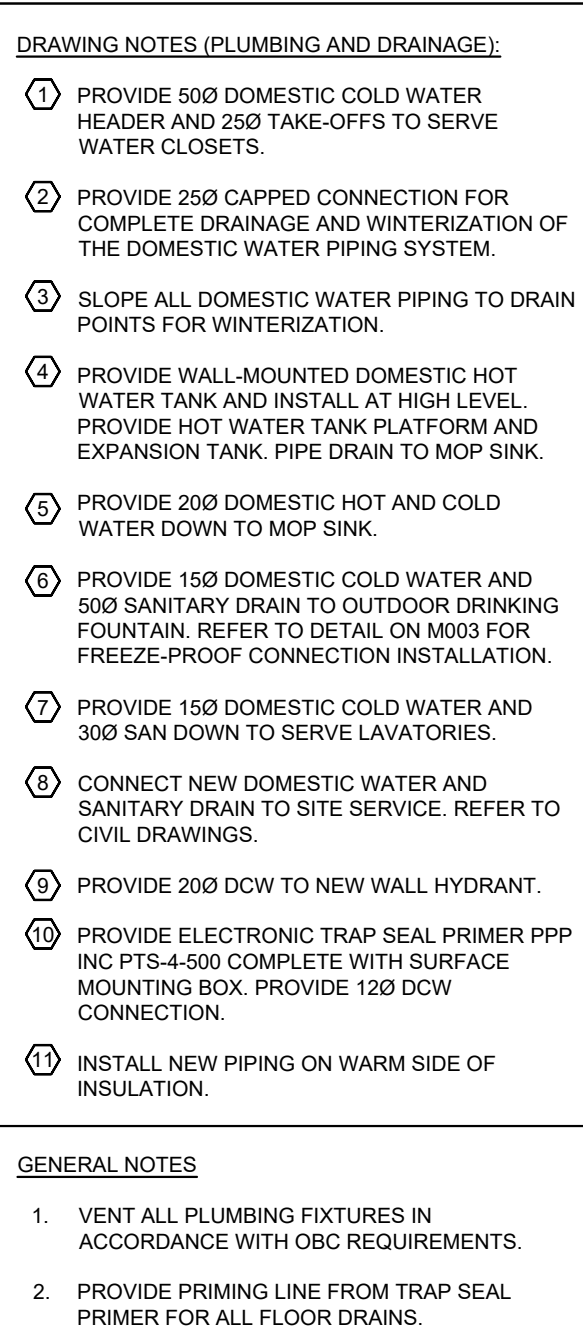 DRAWING NOTES (PLUMBING AND DRAINAGE):
1 PROVIDE 50Ø DOMESTIC COLD WATER
HEADER AND 25Ø TAKE-OFFS TO SERVE
WATER CLOSETS.
2 PROVIDE 25Ø CAPPED CONNECTION FOR
COMPLETE DRAINAGE AND WINTERIZATION OF
THE DOMESTIC WATER PIPING SYSTEM.
3 SLOPE ALL DOMESTIC WATER PIPING TO DRAIN
POINTS FOR WINTERIZATION.
4 PROVIDE WALL-MOUNTED DOMESTIC HOT
WATER TANK AND INSTALL AT HIGH LEVEL.
PROVIDE HOT WATER TANK PLATFORM AND
EXPANSION TANK. PIPE DRAIN TO MOP SINK.
5 PROVIDE 20Ø DOMESTIC HOT AND COLD
WATER DOWN TO MOP SINK.
6 PROVIDE 15Ø DOMESTIC COLD WATER AND
50Ø SANITARY DRAIN TO OUTDOOR DRINKING
FOUNTAIN. REFER TO DETAIL ON M003 FOR
FREEZE-PROOF CONNECTION INSTALLATION.
7 PROVIDE 15Ø DOMESTIC COLD WATER AND
30Ø SAN DOWN TO SERVE LAVATORIES.
8 CONNECT NEW DOMESTIC WATER AND
SANITARY DRAIN TO SITE SERVICE. REFER TO
CIVIL DRAWINGS.
9 PROVIDE 20Ø DCW TO NEW WALL HYDRANT.
10 PROVIDE ELECTRONIC TRAP SEAL PRIMER PPP
INC PTS-4-500 COMPLETE WITH SURFACE
MOUNTING BOX. PROVIDE 12Ø DCW
CONNECTION.
11 INSTALL NEW PIPING ON WARM SIDE OF
INSULATION.
GENERAL NOTES
1. VENT ALL PLUMBING FIXTURES IN
ACCORDANCE WITH OBC REQUIREMENTS.
2. PROVIDE PRIMING LINE FROM TRAP SEAL
PRIMER FOR ALL FLOOR DRAINS.